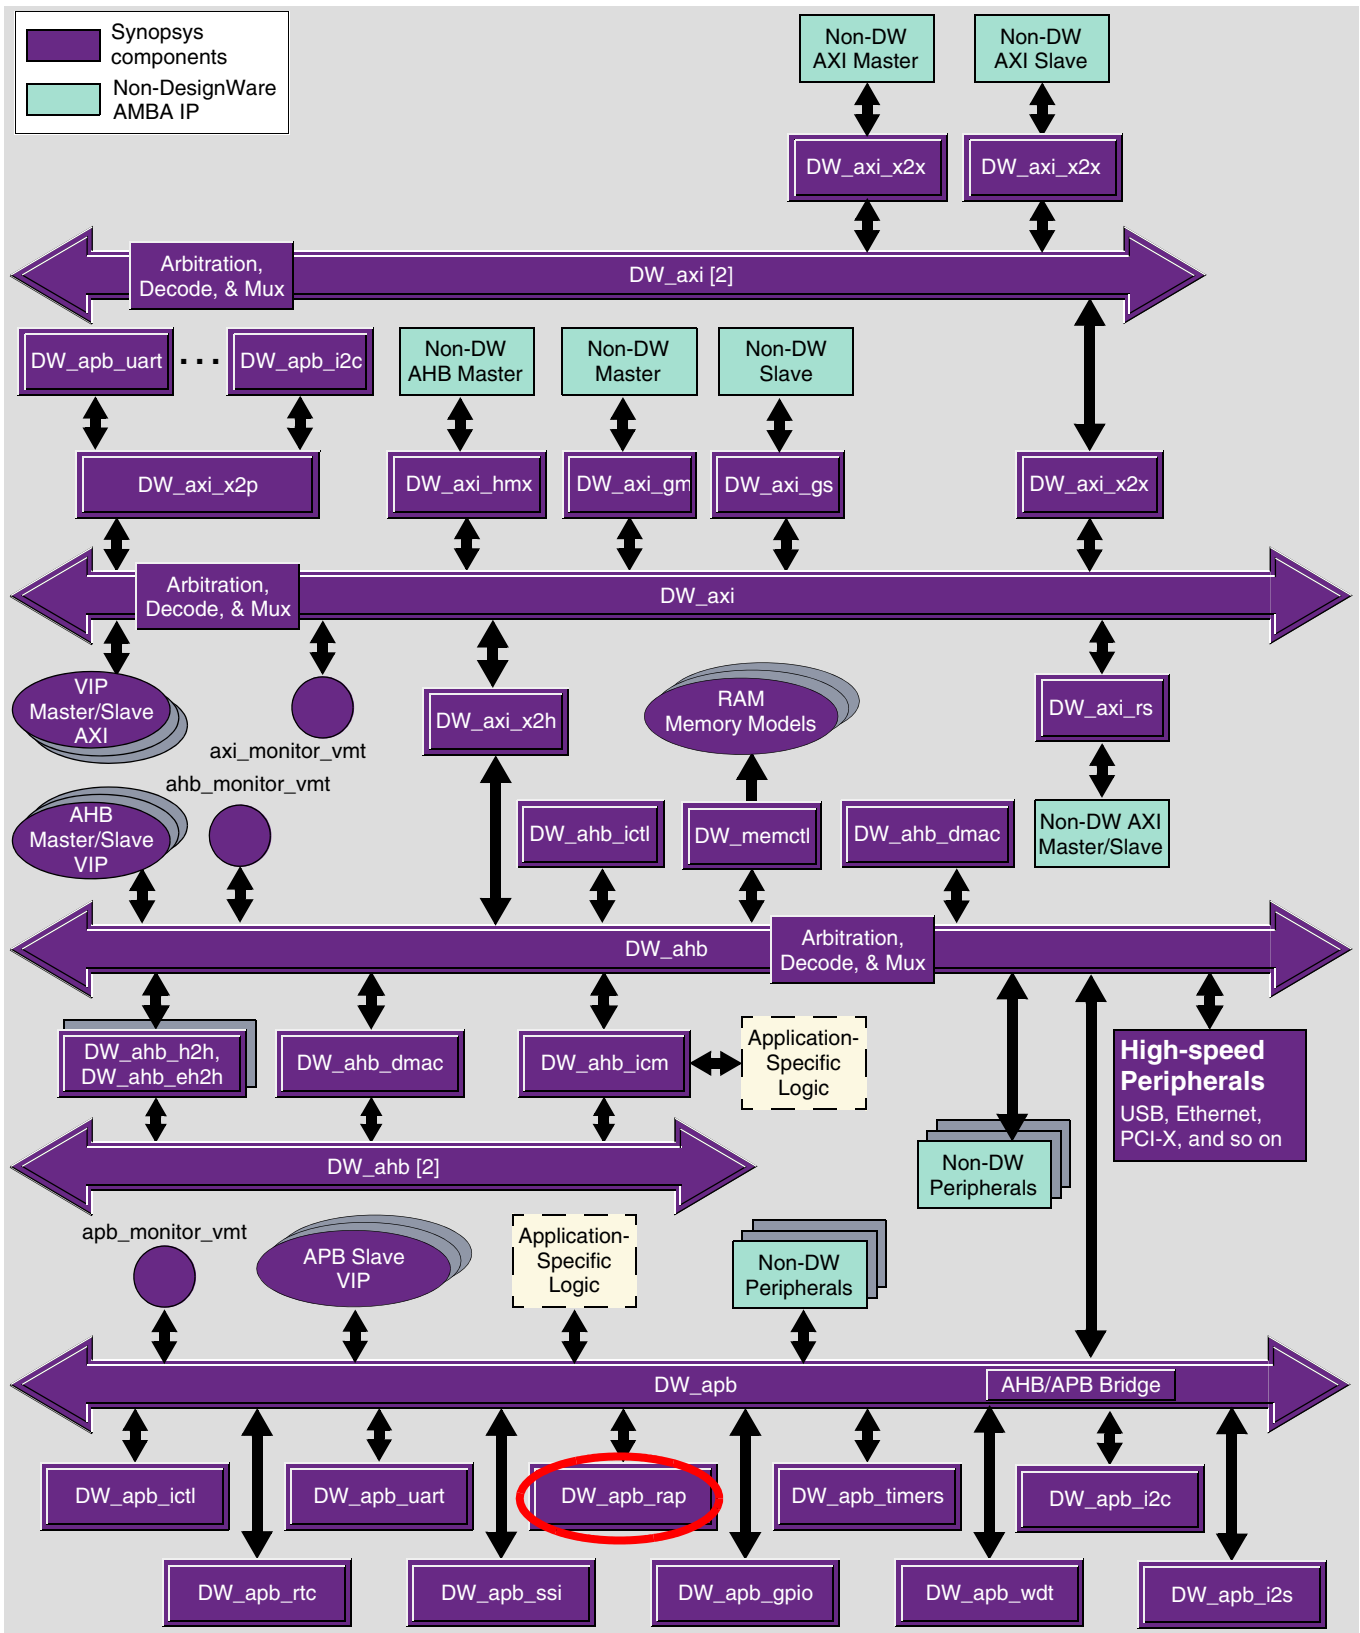 Synopsys
components
Non-DesignWare
AMBA IP
Non-DW
AXI Master
Non-DW
AXI Slave
DW_axi_x2x
DW_axi_x2x
Arbitration,
Decode, & Mux
DW_axi [2]
DW_apb_uart
. . .
DW_apb_i2c
Non-DW
AHB Master
Non-DW
Master
Non-DW
Slave
DW_axi_x2p
DW_axi_hmx
DW_axi_gm
DW_axi_gs
DW_axi_x2x
Arbitration,
Decode, & Mux
DW_axi
VIP
Master/Slave
AXI
axi_monitor_vmt
DW_axi_x2h
RAM
Memory Models
DW_axi_rs
ahb_monitor_vmt
AHB
Master/Slave
VIP
DW_ahb_ictl
DW_memctl
DW_ahb_dmac
Non-DW AXI
Master/Slave
DW_ahb
Arbitration,
Decode, & Mux
DW_ahb_h2h,
DW_ahb_eh2h
DW_ahb_dmac
DW_ahb_icm
Application-
Specific
Logic
High-speed
Peripherals
USB, Ethernet,
PCI-X, and so on
DW_ahb [2]
Non-DW
Peripherals
apb_monitor_vmt
APB Slave
VIP
Application-
Specific
Logic
Non-DW
Peripherals
DW_apb
AHB/APB Bridge
DW_apb_ictl
DW_apb_uart
DW_apb_rap
DW_apb_timers
DW_apb_i2c
DW_apb_rtc
DW_apb_ssi
DW_apb_gpio
DW_apb_wdt
DW_apb_i2s